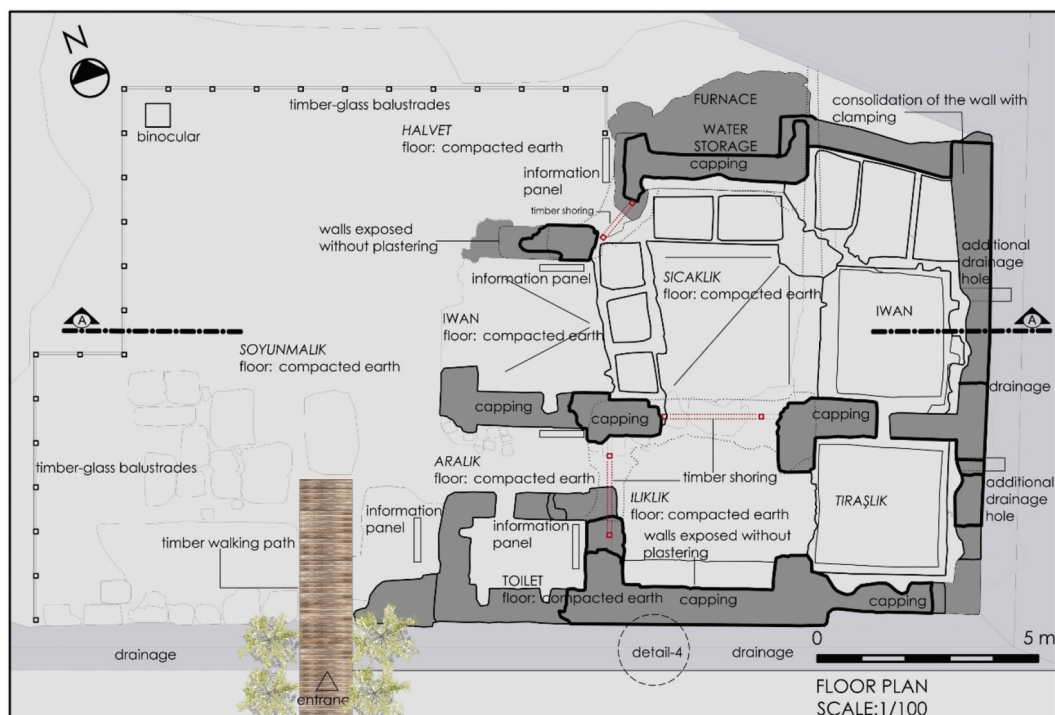 N
timber-glass balustrades
binocular
HALVET
floor: compacted earth
FURNACE
WATER
STORAGE
capping
consolidation of the wall with
clamping
information
panel
timber shoring
walls exposed
without plastering
information panel
SICAKLIK
floor: compacted earth
additional
drainage
hole
IWAN
floor: compacted earth
IWAN
A
A
SOYUNMALIK
floor: compacted earth
capping
capping
capping
drainage
timber-glass balustrades
ARALIK
floor: compacted earth
timber shoring
additional
drainage
hole
information
panel
information
panel
ILIKLIK
floor: compacted earth
walls exposed without
plastering
TIRAŞLIK
timber walking path
TOILET
floor: compacted earth
capping
capping
drainage
detail-4
drainage
0
5 m
entranc
FLOOR PLAN
SCALE:1/100